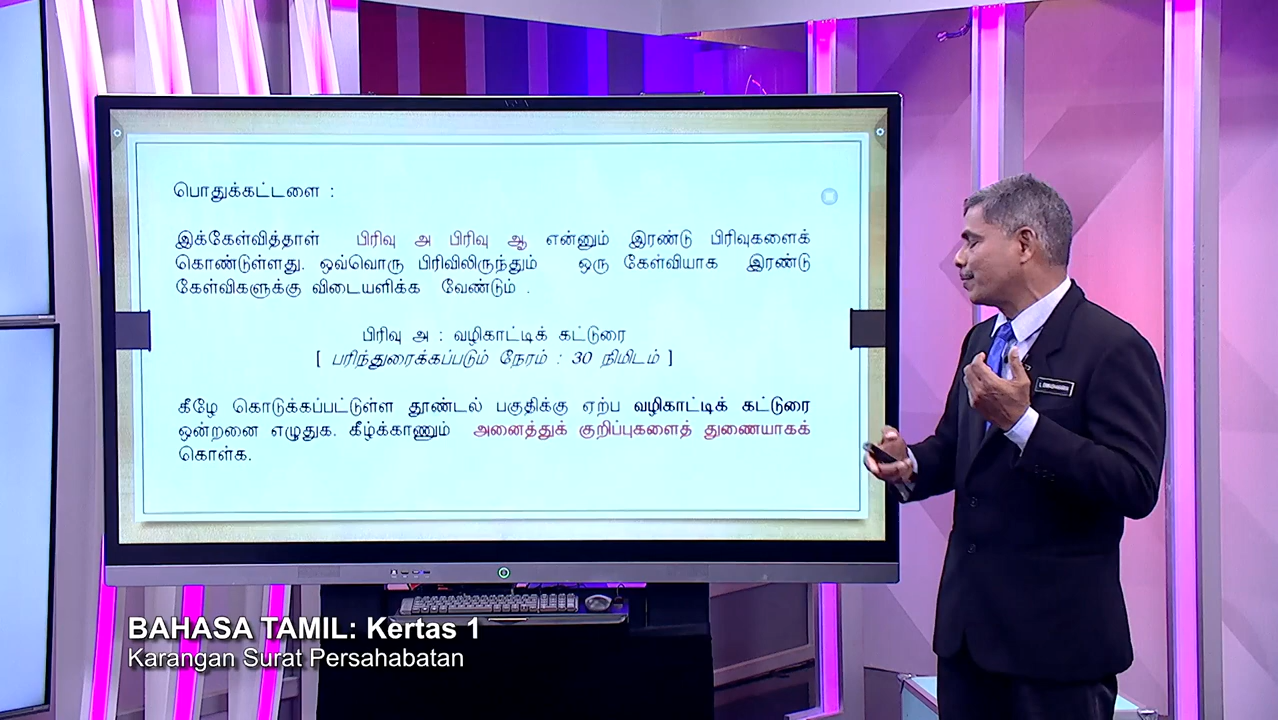 பொதுக்கட்டளை :
இக்கேள்வித்தாள் பிரிவு அ பிரிவு ஆ என்னும் இரண்டு பிரிவுகளைக்
கொண்டுள்ளது. ஒவ்வொரு பிரிவிலிருந்தும் ஒரு கேள்வியாக இரண்டு
கேள்விகளுக்கு விடையளிக்க வேண்டும் .
பிரிவு அ : வழிகாட்டிக் கட்டுரை
[ பரிந்துரைக்கப்படும் நேரம் : 30 நிமிடம் ]
கீழே கொடுக்கப்பட்டுள்ள தூண்டல் பகுதிக்கு ஏற்ப வழிகாட்டிக் கட்டுரை
ஒன்றனை எழுதுக. கீழ்க்காணும் அனைத்துக் குறிப்புகளைத் துணையாகக்
கொள்க.
BAHASA TAMIL: Kertas 1
Karangan Surat Persahabatan